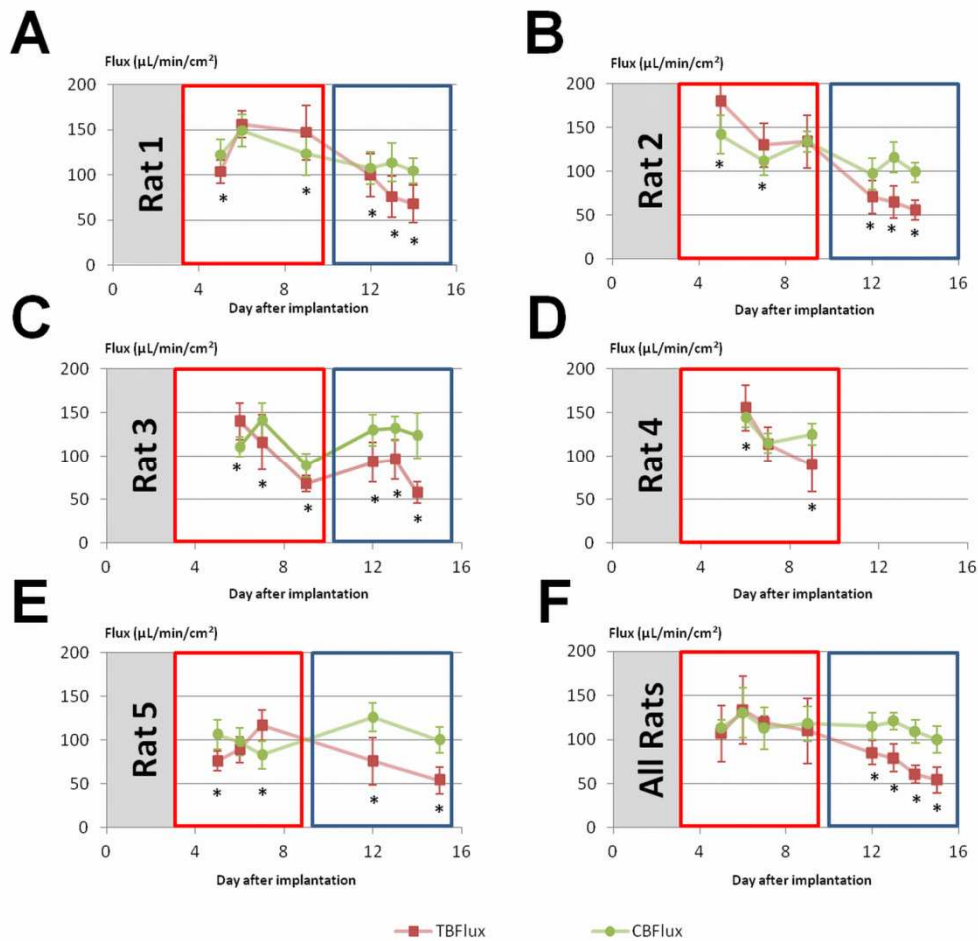 A
B
Flux (µL/min/cm²)
Flux (µL/min/cm²)
200
150
100
50
0
Rat 1
*
*
*
*
*
0 4 8 12 16
Day after implantation
200
150
100
50
0
Rat 2
*
*
*
*
*
0 4 8 12 16
Day after implantation
C
D
Flux (µL/min/cm²)
Flux (µL/min/cm²)
200
150
100
50
0
Rat 3
*
*
*
*
*
*
0 4 8 12 16
Day after implantation
200
150
100
50
0
Rat 4
*
*
0 4 8 12 16
Day after implantation
E
F
Flux (µL/min/cm²)
Flux (µL/min/cm²)
200
150
100
50
0
Rat 5
*
*
*
*
0 4 8 12 16
Day after implantation
200
150
100
50
0
All Rats
*
*
*
*
0 4 8 12 16
Day after implantation
TBFlux CBFlux